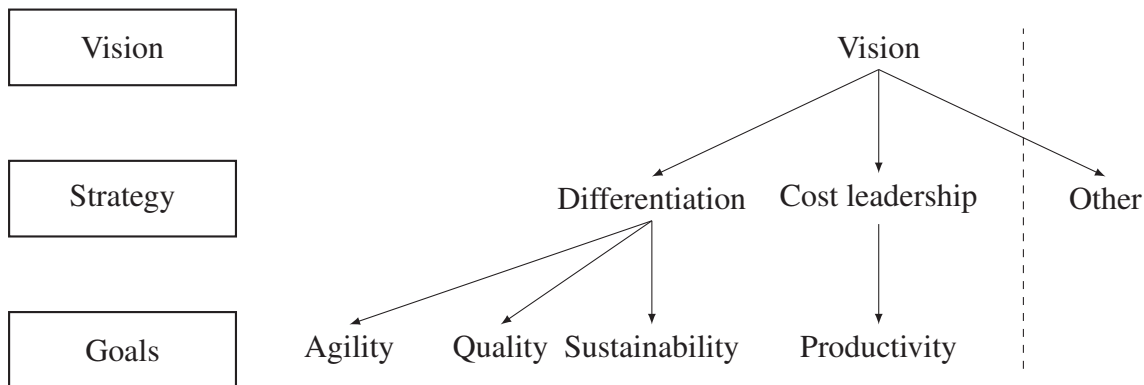 Vision
Vision
Strategy
Differentiation
Cost leadership
Other
Goals
Agility
Quality
Sustainability
Productivity